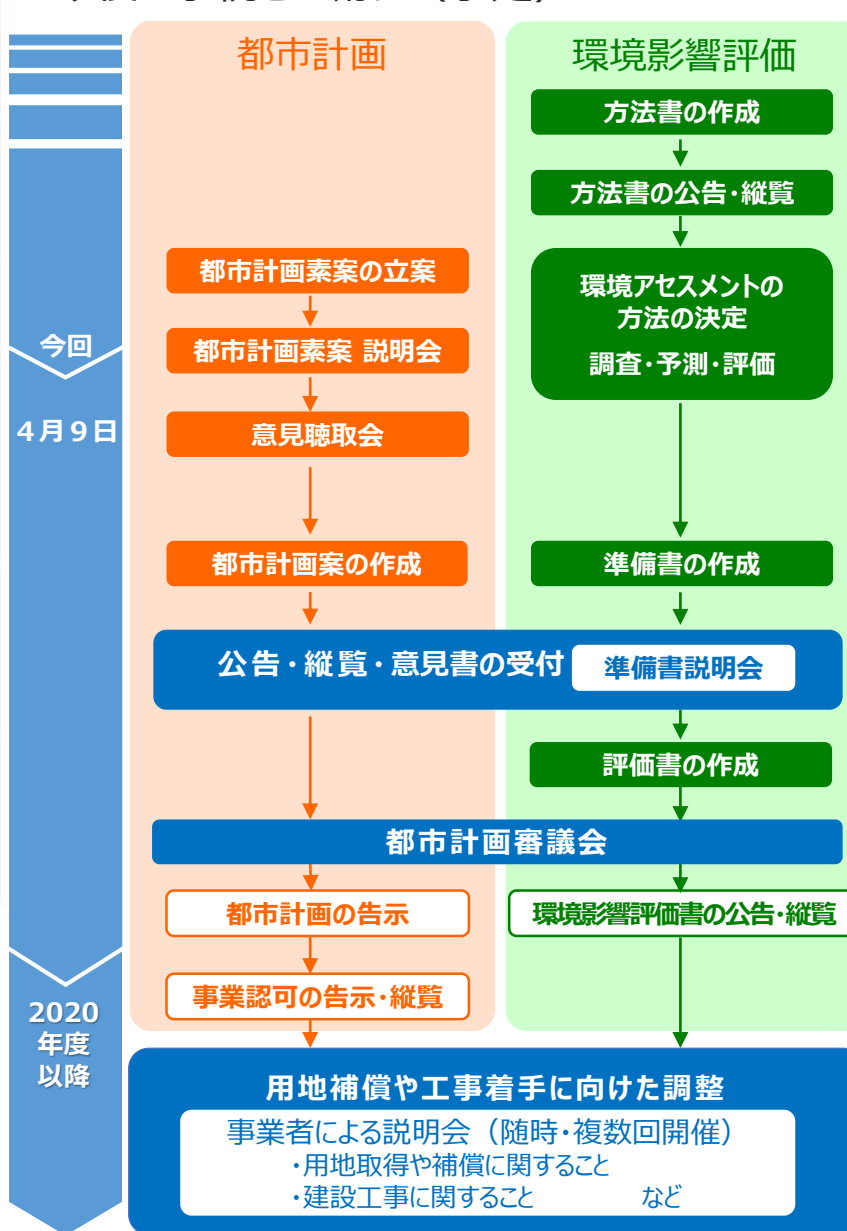 都市計画
環境影響評価
方法書の作成
方法書の公告・縦覧
都市計画素案の立案
環境アセスメントの
方法の決定
調査・予測・評価
今回
都市計画素案 説明会
4月9日
意見聴取会
都市計画案の作成
準備書の作成
公告・縦覧・意見書の受付
準備書説明会
評価書の作成
都市計画審議会
都市計画の告示
環境影響評価書の公告・縦覧
事業認可の告示・縦覧
2020
年度
以降
用地補償や工事着手に向けた調整
事業者による説明会（随時・複数回開催）
・用地取得や補償に関すること
・建設工事に関すること など